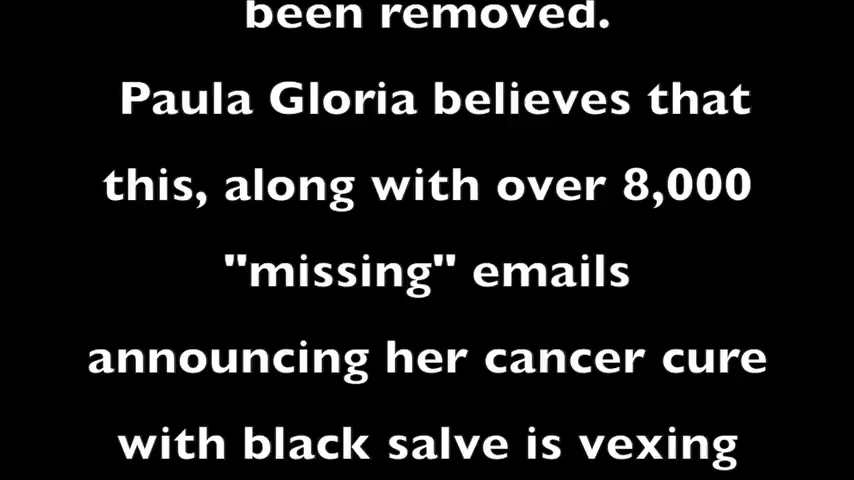 been removed.
Paula Gloria believes that
this, along with over 8,000
"missing" emails
announcing her cancer cure
with black salve is vexing